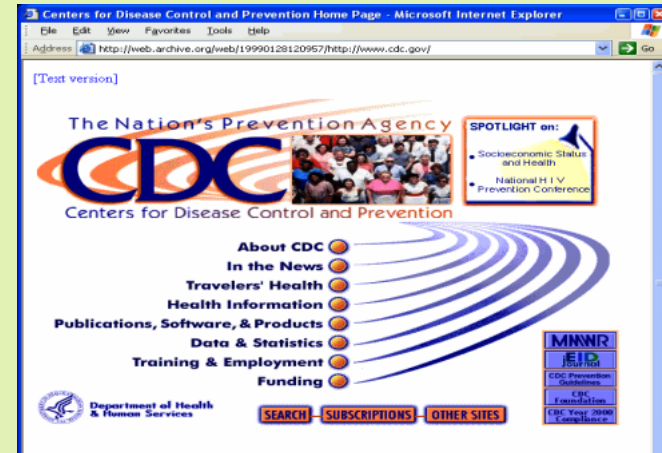 Centers for Disease Control and Prevention Home Page - Microsoft Internet Explorer
File Edit View Favorites Tools Help
Address http://web.archive.org/web/19990128120957/http://www.cdc.gov/ Go
[Text version]
The Nation's Prevention Agency
CDC
Centers for Disease Control and Prevention
SPOTLIGHT on:
Socioeconomic Status
and Health
National H I V
Prevention Conference
About CDC
In the News
Travelers' Health
Health Information
Publications, Software, & Products
Data & Statistics
Training & Employment
Funding
MMWR
EID
Journal
CDC Prevention
Guidelines
CDC
Foundation
CDC Year 2000
Compliance
Department of Health
& Human Services
SEARCH SUBSCRIPTIONS OTHER SITES